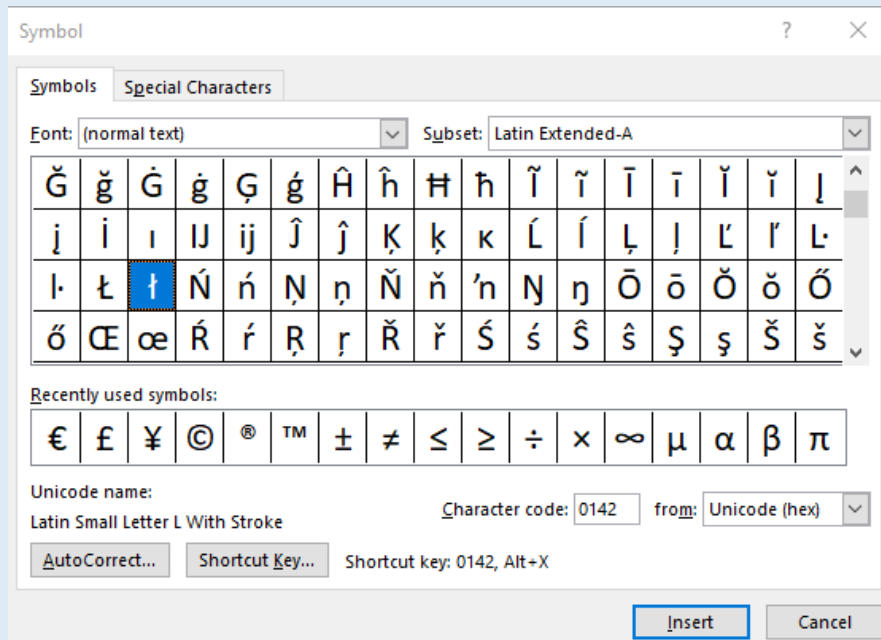 Symbol ? ×
Symbols Special Characters
Font: (normal text) Subset: Latin Extended-A
Ğ ğ Ġ ġ Ģ ģ Ĥ ĥ Ħ ħ Ĩ ĩ Ī ī Ĭ ĭ Į
į İ ı Ĳ ĳ Ĵ ĵ Ķ ķ ĸ Ĺ ĺ Ļ ļ Ľ ľ Ŀ
ŀ Ł ł Ń ń Ņ ņ Ň ň ŉ Ŋ ŋ Ō ō Ŏ ŏ Ő
ő Œ œ Ŕ ŕ Ŗ ŗ Ř ř Ś ś Ŝ ŝ Ş ş Š š
Recently used symbols:
€ £ ¥ © ® ™ ± ≠ ≤ ≥ ÷ × ∞ µ α β π
Unicode name:
Latin Small Letter L With Stroke
Character code: 0142 from: Unicode (hex)
AutoCorrect... Shortcut Key... Shortcut key: 0142, Alt+X
Insert Cancel